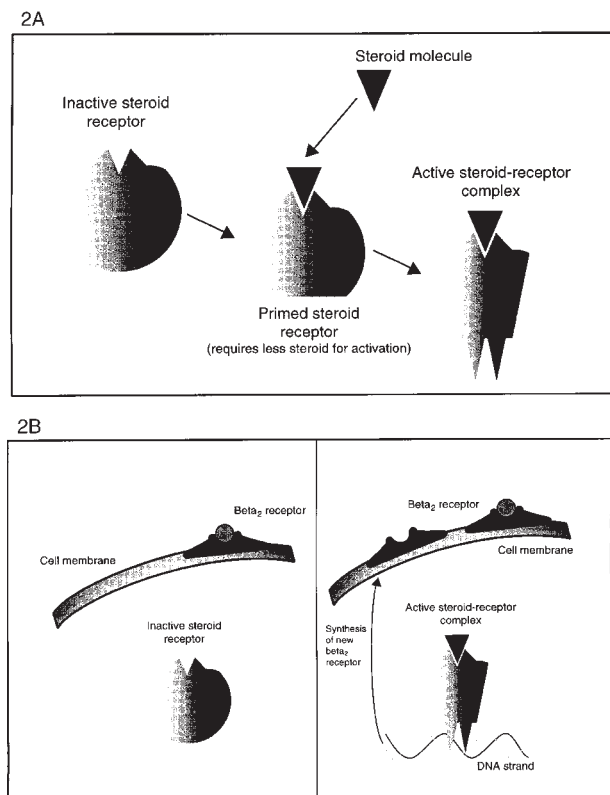 2A
Steroid molecule
Inactive steroid
receptor
Active steroid-receptor
complex
Primed steroid
receptor
(requires less steroid for activation)
2B
Beta₂ receptor
Cell membrane
Inactive steroid
receptor
Beta₂ receptor
Cell membrane
Active steroid-receptor
complex
Synthesis
of new
beta₂
receptor
DNA strand